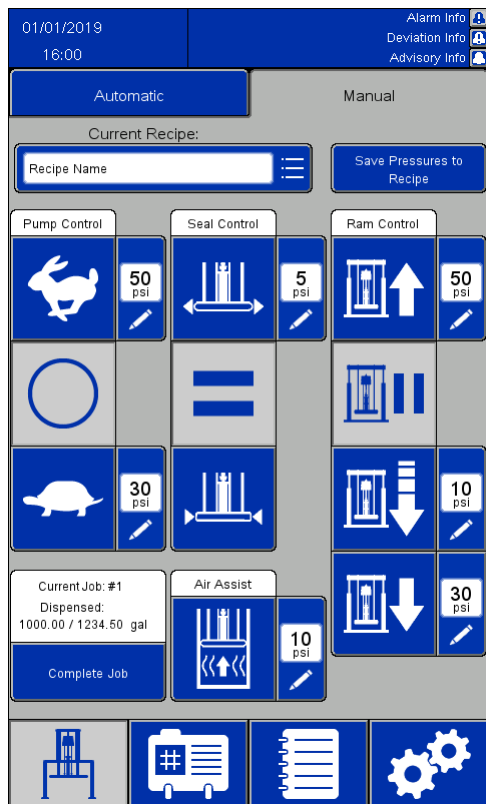 01/01/2019
16:00
Alarm Info
Deviation Info
Advisory Info
Automatic
Manual
Current Recipe:
Recipe Name
Save Pressures to
Recipe
Pump Control
Seal Control
Ram Control
50
psi
5
psi
50
psi
30
psi
10
psi
30
psi
Current Job: #1
Dispensed:
1000.00 / 1234.50 gal
Complete Job
Air Assist
10
psi
#